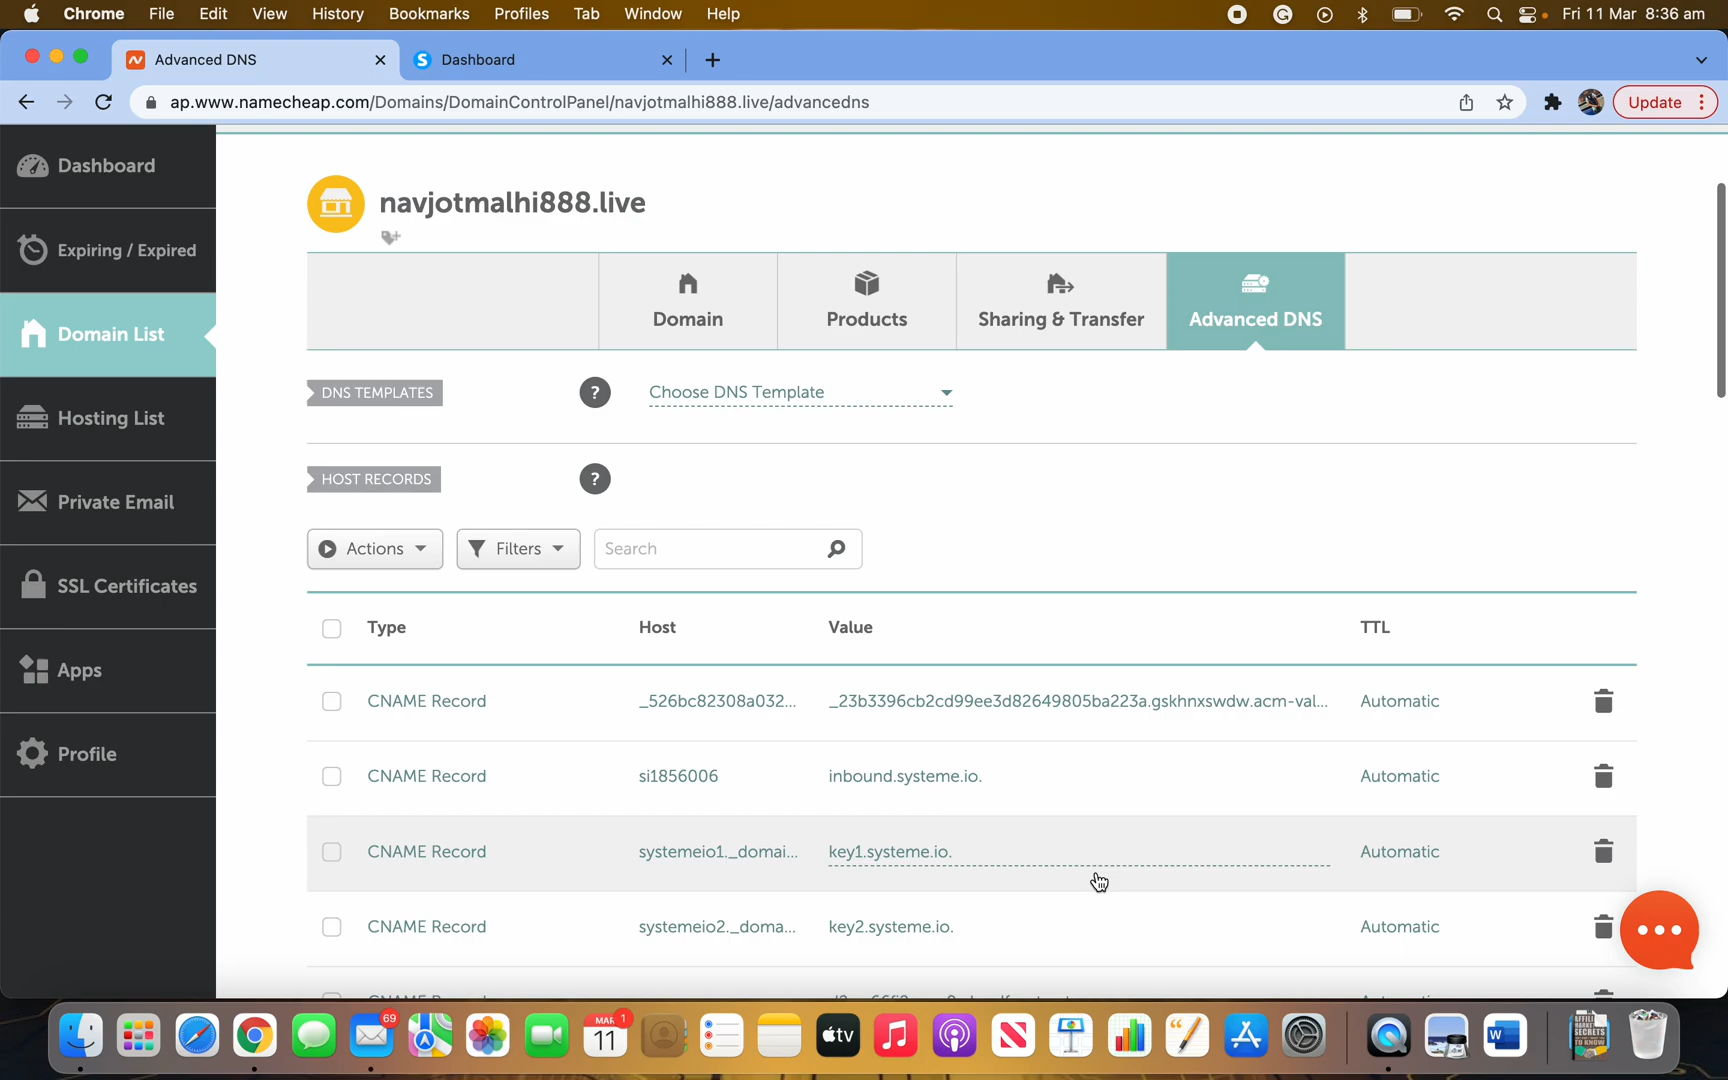 Chrome File Edit View History Bookmarks Profiles Tab Window Help Fri 11 Mar 8:36 am
Advanced DNS Dashboard
ap.www.namecheap.com/Domains/DomainControlPanel/navjotmalhi888.live/advancedns Update
Dashboard
Expiring / Expired
Domain List
Hosting List
Private Email
SSL Certificates
Apps
Profile
navjotmalhi888.live
Domain Products Sharing & Transfer Advanced DNS
DNS TEMPLATES ? Choose DNS Template
HOST RECORDS ?
Actions Filters Search
Type Host Value TTL
CNAME Record _526bc82308a032... _23b3396cb2cd99ee3d82649805ba223a.gskhnxswdw.acm-val... Automatic
CNAME Record si1856006 inbound.systeme.io. Automatic
CNAME Record systemeio1._domai... key1.systeme.io. Automatic
CNAME Record systemeio2._doma... key2.systeme.io. Automatic
69
MAR 1
11
tv
W
AFFILIATE
MARKETING
SECRETS